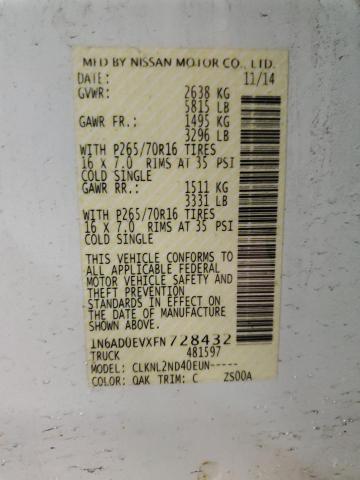 MFD BY NISSAN MOTOR CO., LTD.
DATE: 11/14
GVWR: 2638 KG
5815 LB
GAWR FR.: 1495 KG
3296 LB
WITH P265/70R16 TIRES
16 X 7.0 RIMS AT 35 PSI
COLD SINGLE
GAWR RR.: 1511 KG
3331 LB
WITH P265/70R16 TIRES
16 X 7.0 RIMS AT 35 PSI
COLD SINGLE
THIS VEHICLE CONFORMS TO
ALL APPLICABLE FEDERAL
MOTOR VEHICLE SAFETY AND
THEFT PREVENTION
STANDARDS IN EFFECT ON
THE DATE OF MANUFACTURE
SHOWN ABOVE.
1N6AD0EVXFN728432
TRUCK 481597
MODEL: CLKNL2ND40EUN-----
COLOR: QAK TRIM: C ZS00A